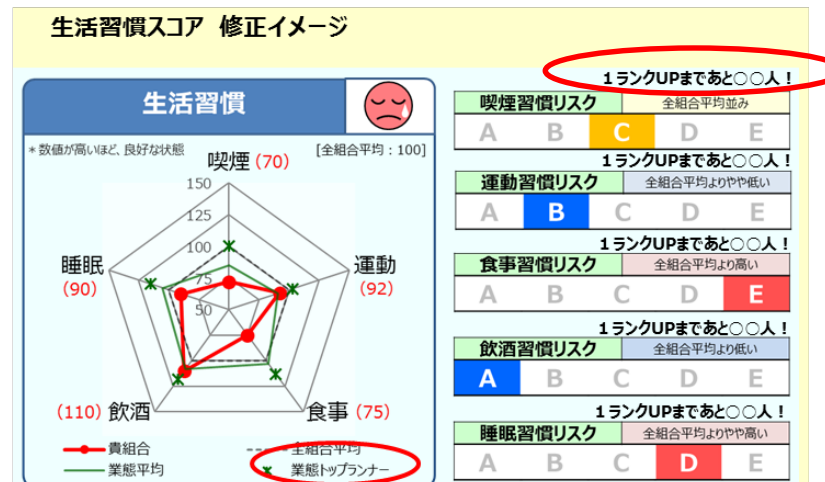 生活習慣スコア 修正イメージ
生活習慣
*数値が高いほど、良好な状態
[全組合平均：100]
喫煙 (70)
150
125
100
75
50
睡眠
(90)
運動
(92)
(110) 飲酒
食事 (75)
貴組合
全組合平均
業態平均
業態トップランナー
1ランクUPまであと○○人！
喫煙習慣リスク 全組合平均並み
A B C D E
1ランクUPまであと○○人！
運動習慣リスク 全組合平均よりやや低い
A B C D E
1ランクUPまであと○○人！
食事習慣リスク 全組合平均より高い
A B C D E
1ランクUPまであと○○人！
飲酒習慣リスク 全組合平均より低い
A B C D E
1ランクUPまであと○○人！
睡眠習慣リスク 全組合平均よりやや高い
A B C D E